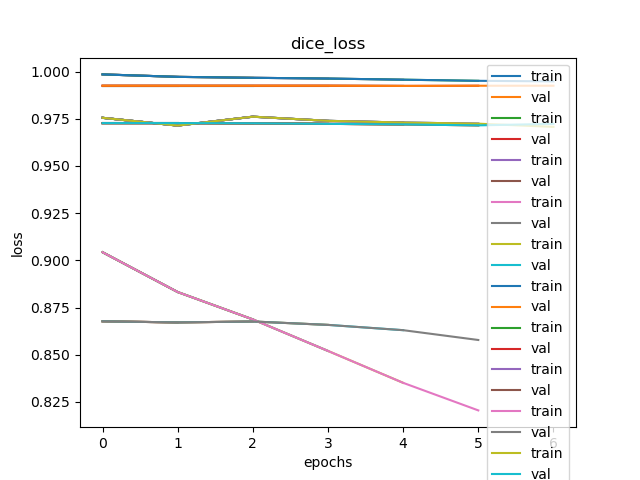 dice_loss
1.000
0.975
0.950
0.925
0.900
0.875
0.850
0.825
loss
0
1
2
3
4
5
6
epochs
train
val
train
val
train
val
train
val
train
val
train
val
train
val
train
val
train
val
train
val